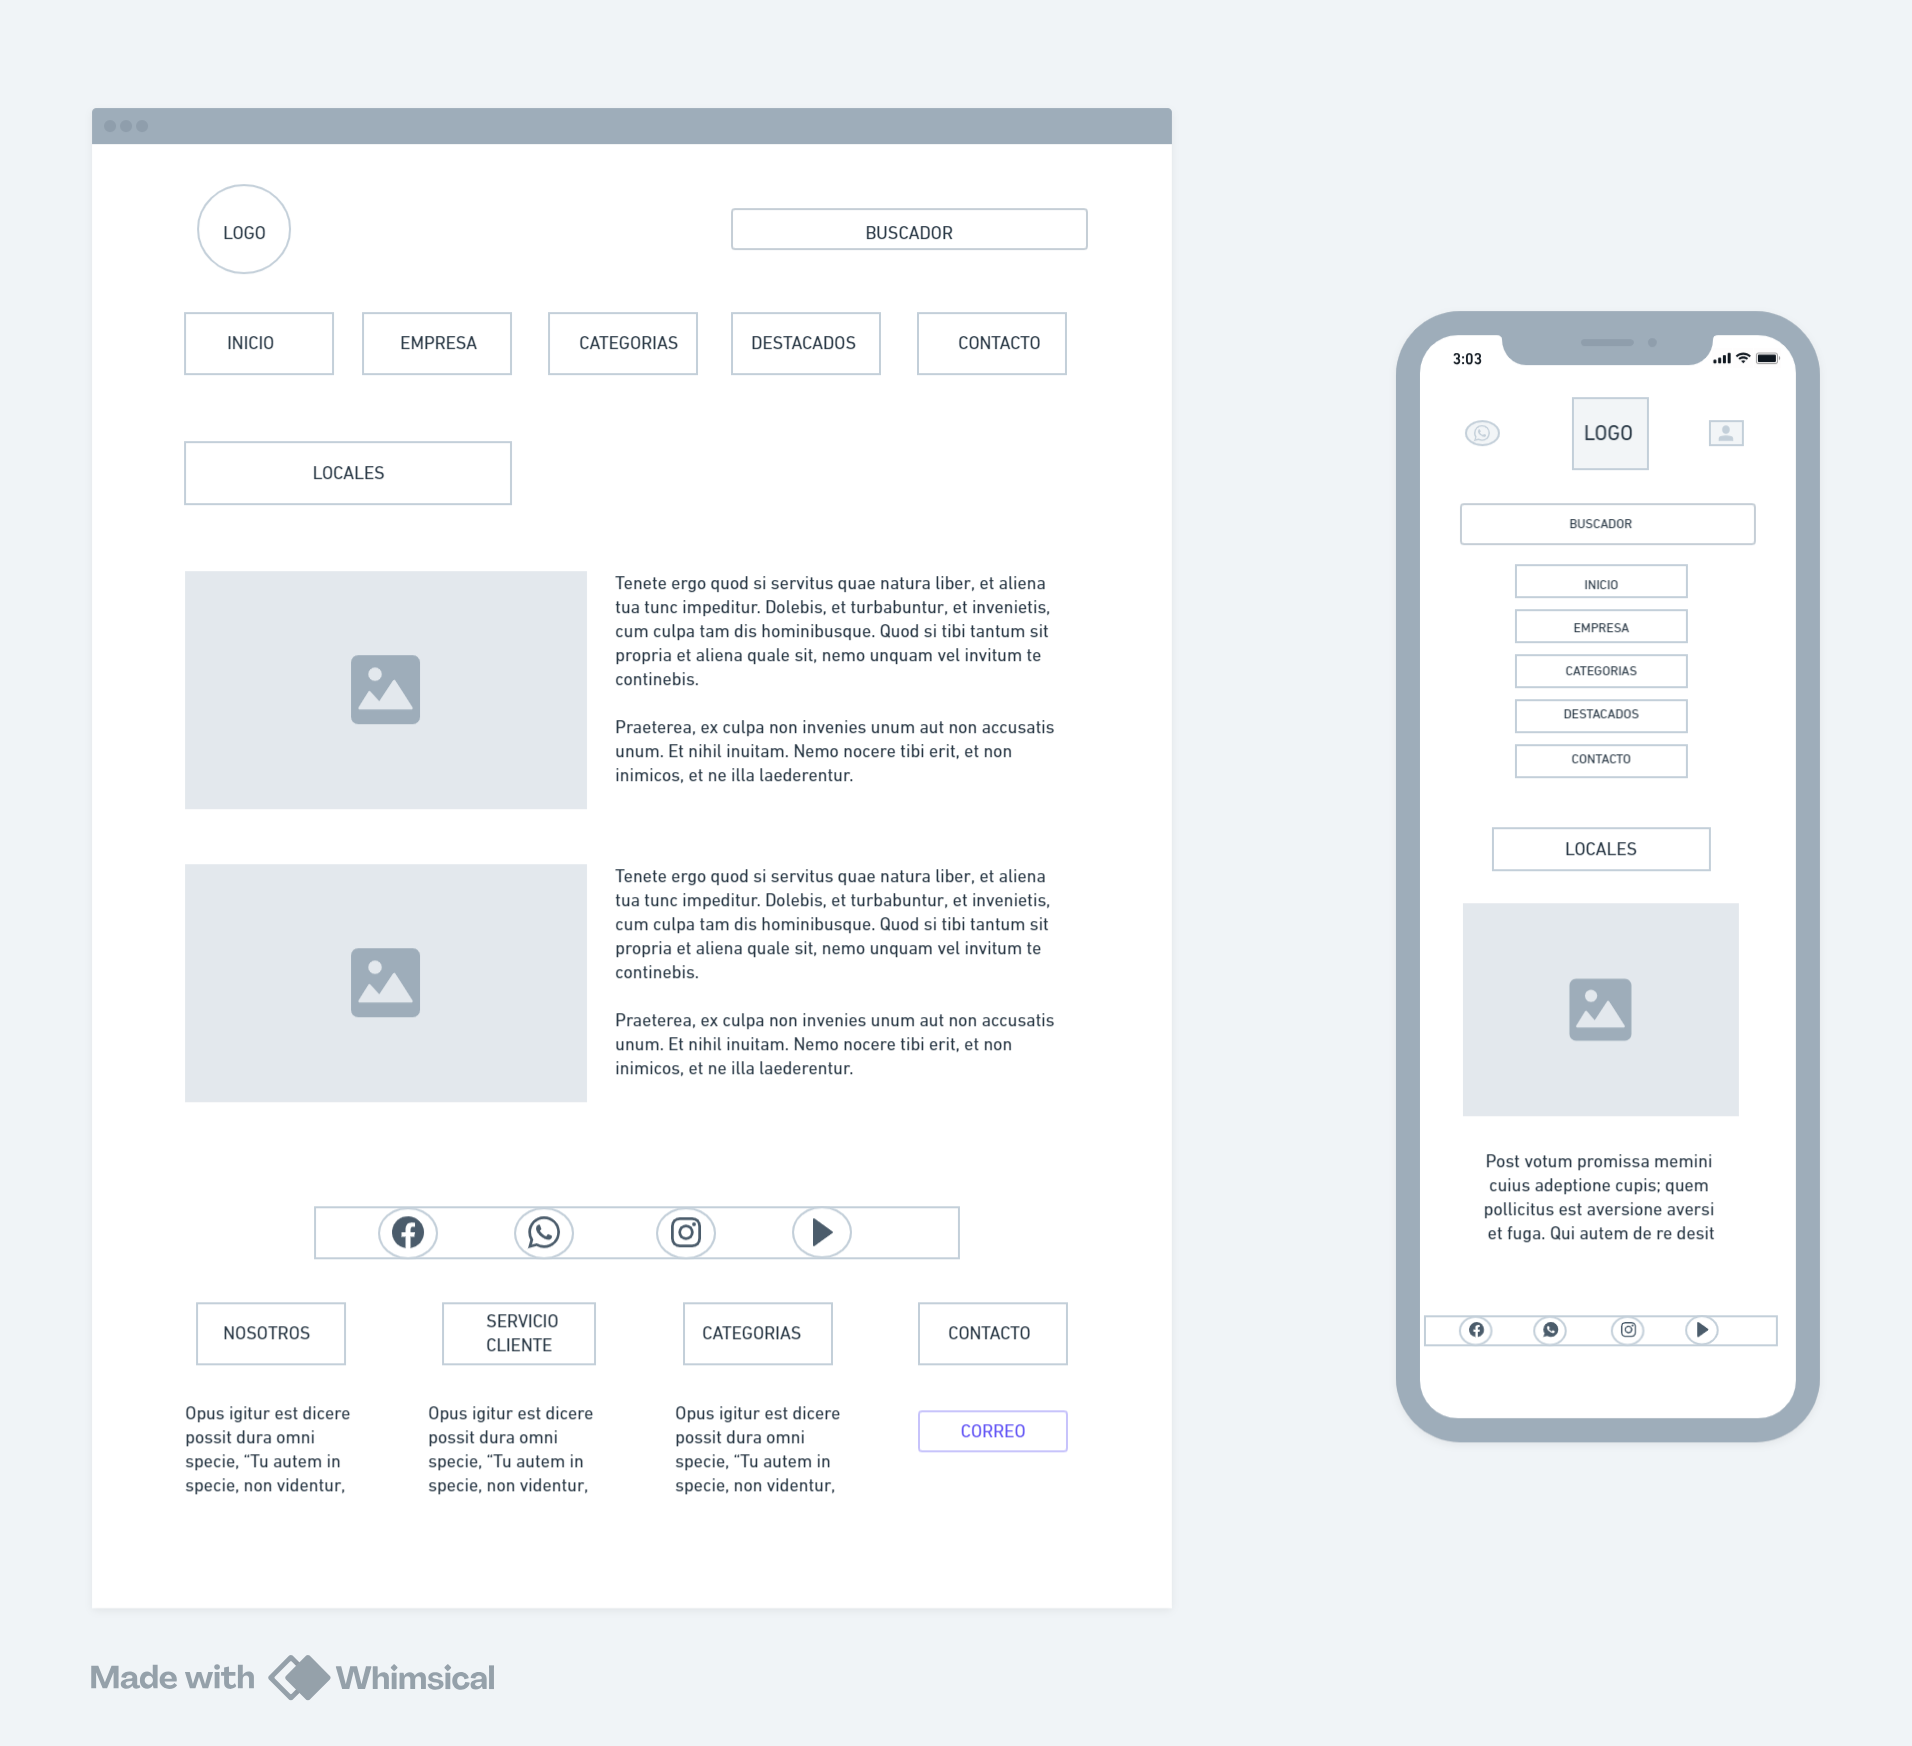 LOGO
BUSCADOR
INICIO
EMPRESA
CATEGORIAS
DESTACADOS
CONTACTO
LOCALES
Tenete ergo quod si servitus quae natura liber, et aliena
tua tunc impeditur. Dolebis, et turbabuntur, et invenietis,
cum culpa tam dis hominibusque. Quod si tibi tantum sit
propria et aliena quale sit, nemo unquam vel invitum te
continebis.
Praeterea, ex culpa non invenies unum aut non accusatis
unum. Et nihil inuitam. Nemo nocere tibi erit, et non
inimicos, et ne illa laederentur.
Tenete ergo quod si servitus quae natura liber, et aliena
tua tunc impeditur. Dolebis, et turbabuntur, et invenietis,
cum culpa tam dis hominibusque. Quod si tibi tantum sit
propria et aliena quale sit, nemo unquam vel invitum te
continebis.
Praeterea, ex culpa non invenies unum aut non accusatis
unum. Et nihil inuitam. Nemo nocere tibi erit, et non
inimicos, et ne illa laederentur.
NOSOTROS
SERVICIO
CLIENTE
CATEGORIAS
CONTACTO
Opus igitur est dicere
possit dura omni
specie, “Tu autem in
specie, non videntur,
Opus igitur est dicere
possit dura omni
specie, “Tu autem in
specie, non videntur,
Opus igitur est dicere
possit dura omni
specie, “Tu autem in
specie, non videntur,
CORREO
3:03
LOGO
BUSCADOR
INICIO
EMPRESA
CATEGORIAS
DESTACADOS
CONTACTO
LOCALES
Post votum promissa memini
cuius adeptione cupis; quem
pollicitus est aversione aversi
et fuga. Qui autem de re desit
Made with Whimsical